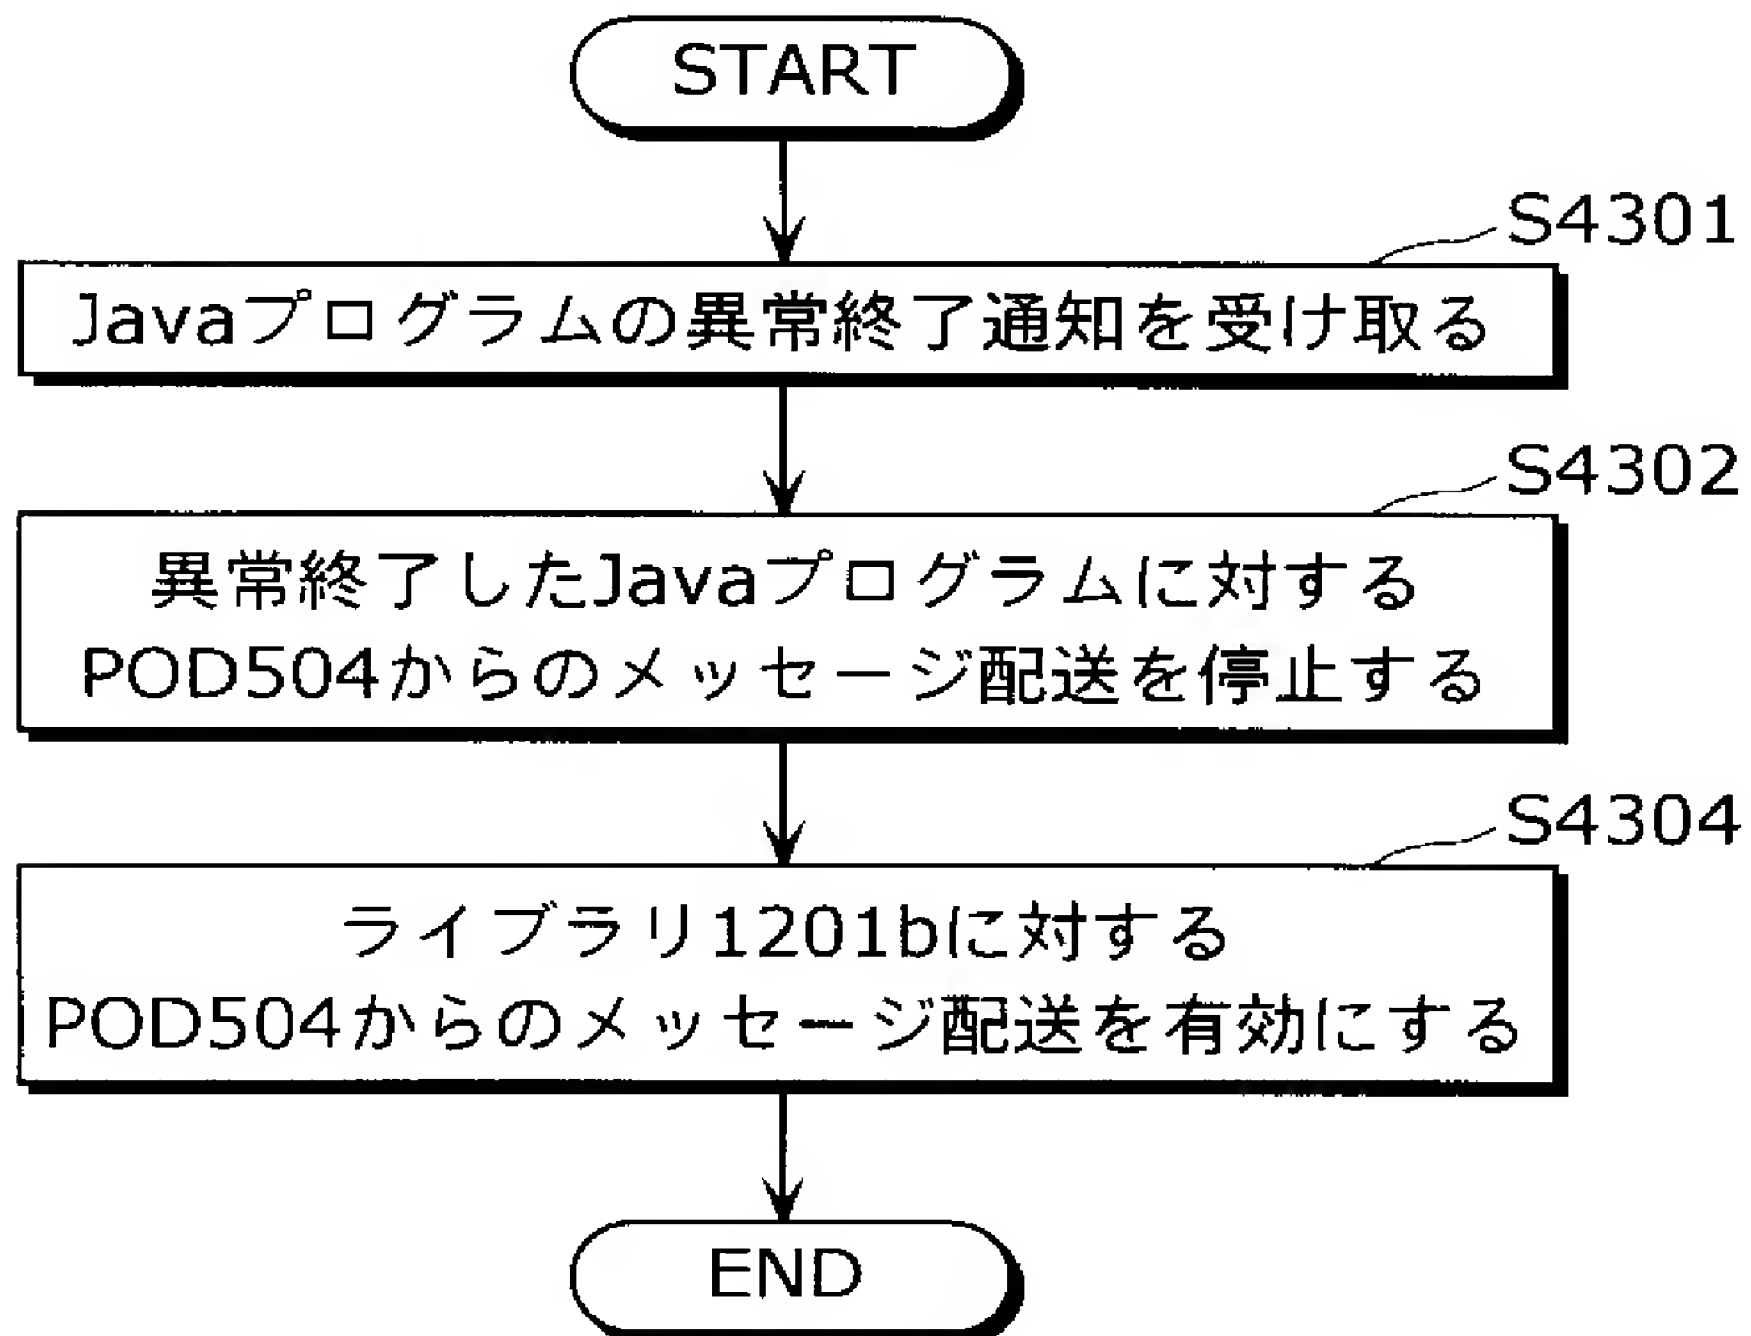 START
S4301
Javaプログラムの異常終了通知を受け取る
S4302
異常終了したJavaプログラムに対する
POD504からのメッセージ配送を停止する
S4304
ライブラリ1201bに対する
POD504からのメッセージ配送を有効にする
END